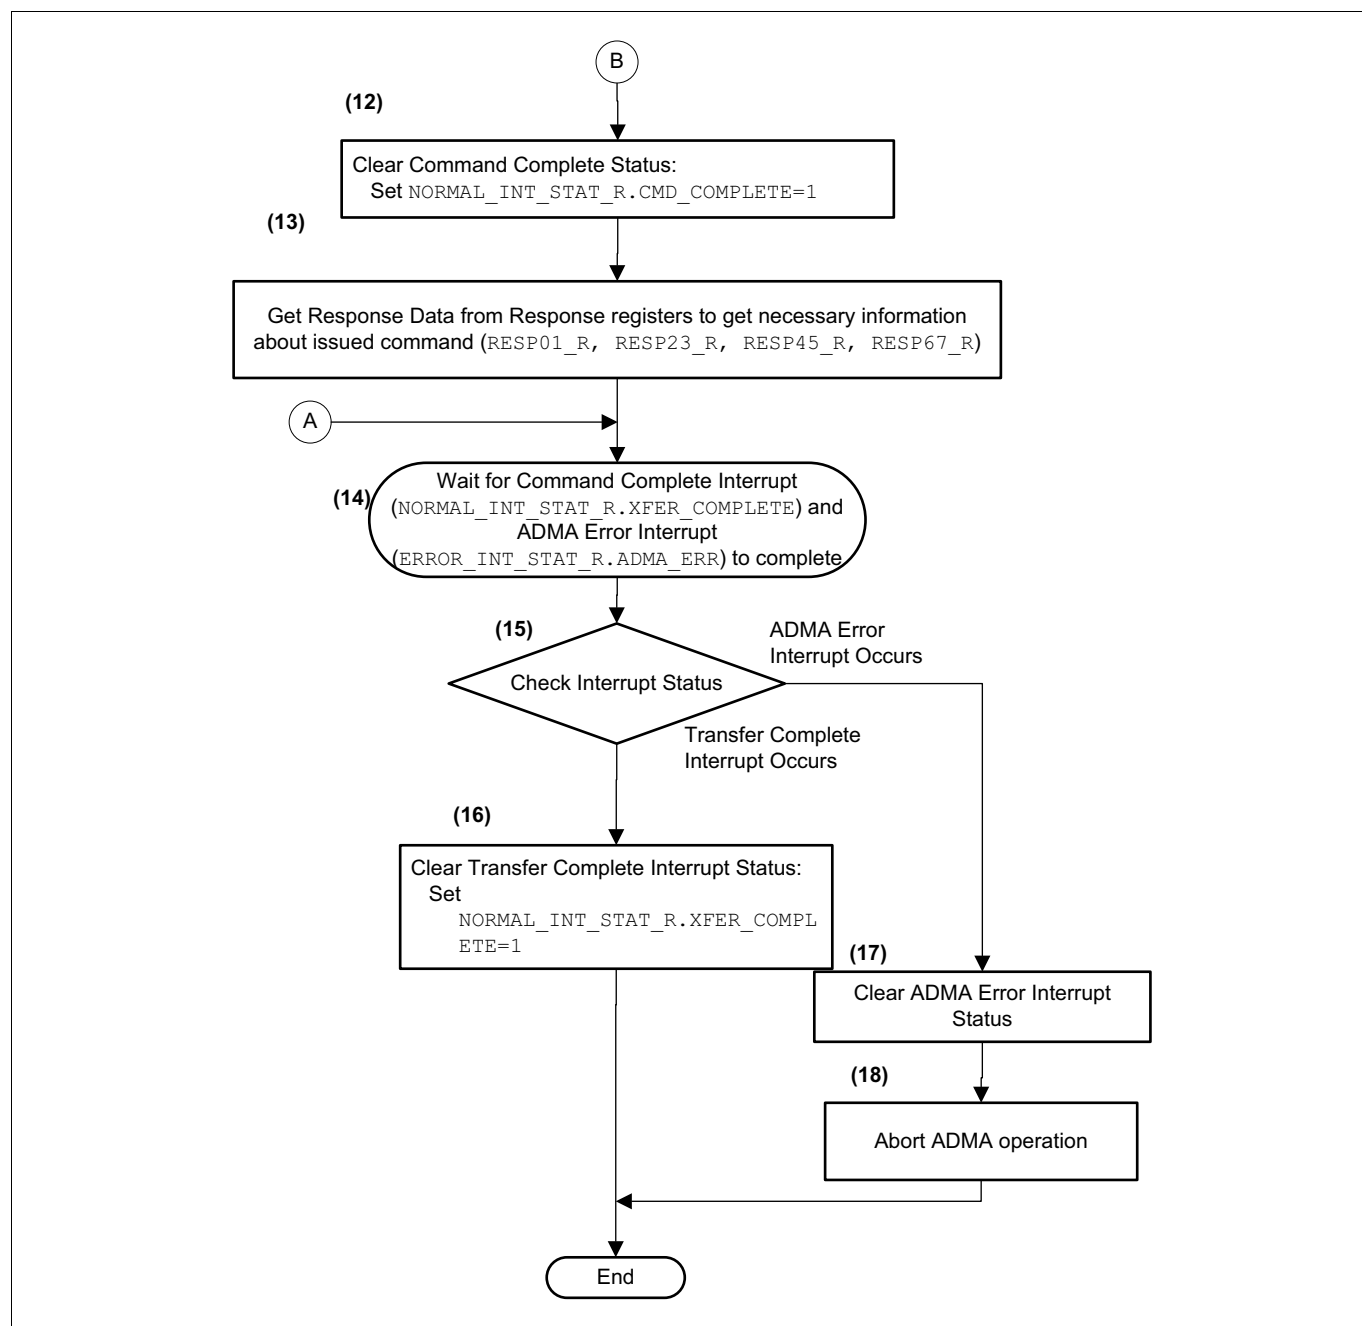 B
(12)
Clear Command Complete Status:
Set NORMAL_INT_STAT_R.CMD_COMPLETE=1
(13)
Get Response Data from Response registers to get necessary information
about issued command (RESP01_R, RESP23_R, RESP45_R, RESP67_R)
A
(14)
Wait for Command Complete Interrupt
(NORMAL_INT_STAT_R.XFER_COMPLETE) and
ADMA Error Interrupt
(ERROR_INT_STAT_R.ADMA_ERR) to complete
(15)
Check Interrupt Status
ADMA Error
Interrupt Occurs
Transfer Complete
Interrupt Occurs
(16)
Clear Transfer Complete Interrupt Status:
Set
NORMAL_INT_STAT_R.XFER_COMPL
ETE=1
(17)
Clear ADMA Error Interrupt
Status
(18)
Abort ADMA operation
End